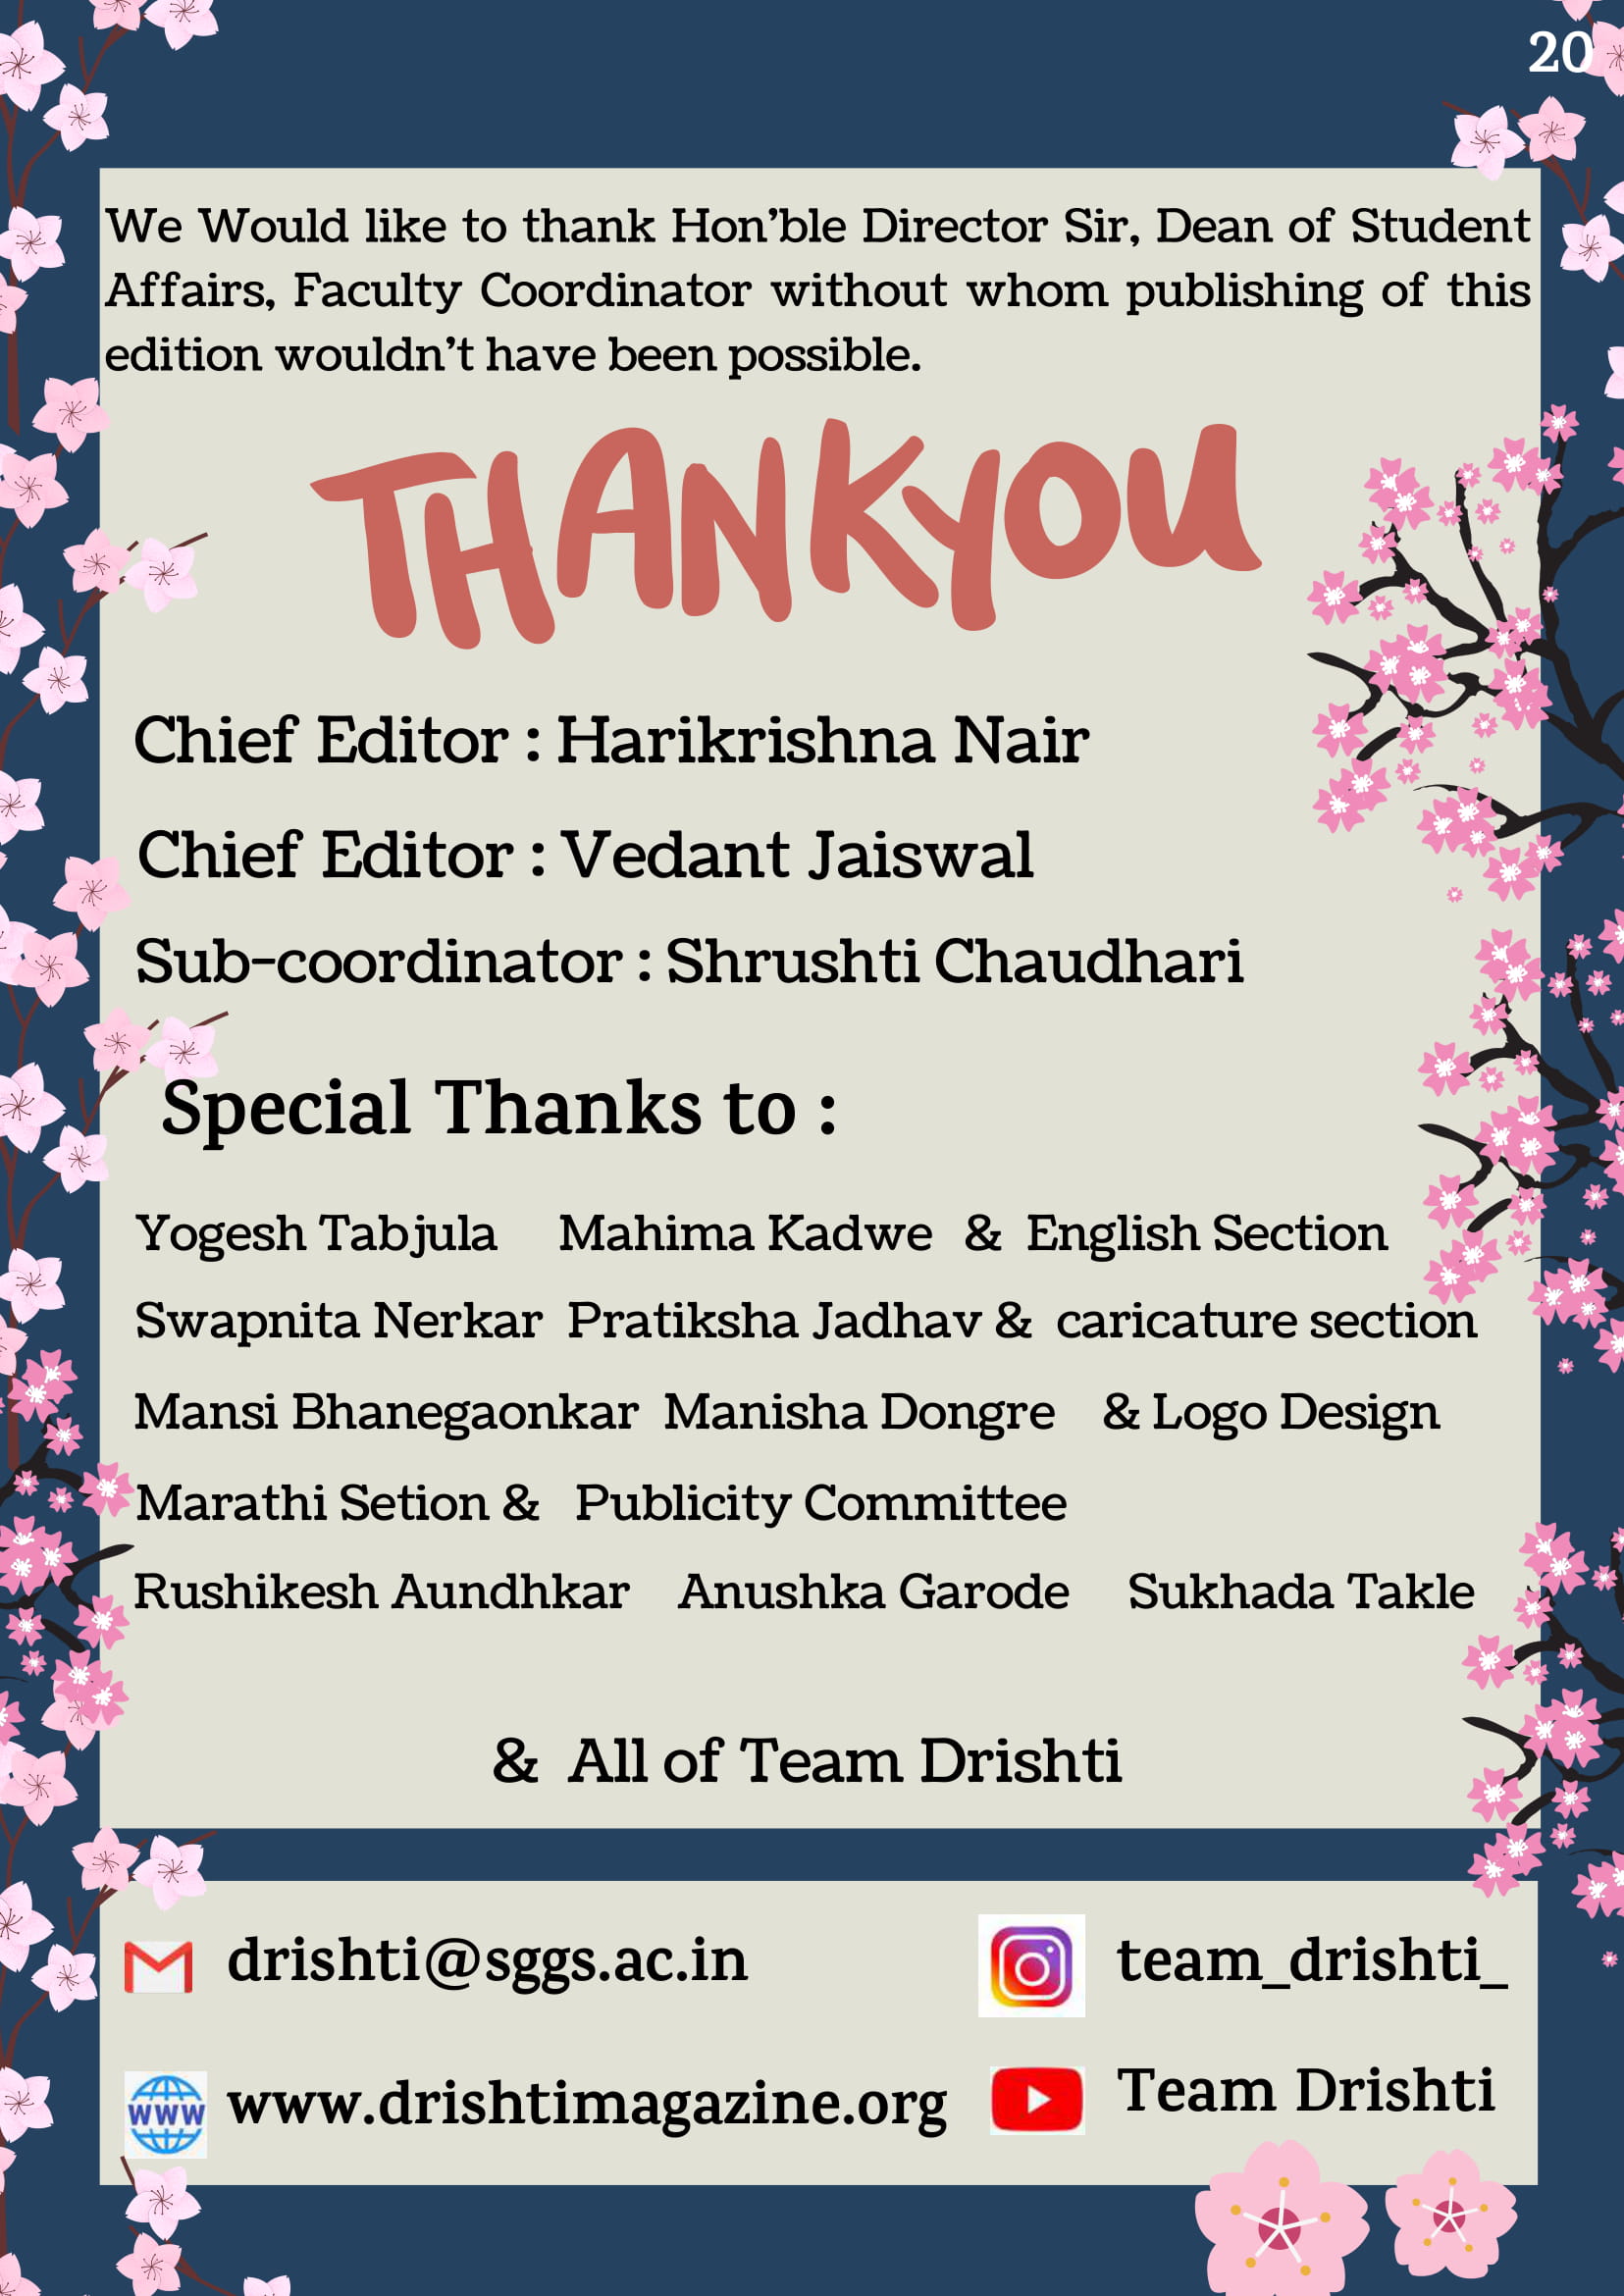 20
We Would like to thank Hon'ble Director Sir, Dean of Student
Affairs, Faculty Coordinator without whom publishing of this
edition wouldn't have been possible.
THANKYOU
Chief Editor : Harikrishna Nair
Chief Editor : Vedant Jaiswal
Sub-coordinator : Shrushti Chaudhari
Special Thanks to :
Yogesh Tabjula Mahima Kadwe & English Section
Swapnita Nerkar Pratiksha Jadhav & caricature section
Mansi Bhanegaonkar Manisha Dongre & Logo Design
Marathi Setion & Publicity Committee
Rushikesh Aundhkar Anushka Garode Sukhada Takle
& All of Team Drishti
drishti@sggs.ac.in
team_drishti_
WWW www.drishtimagazine.org
Team Drishti